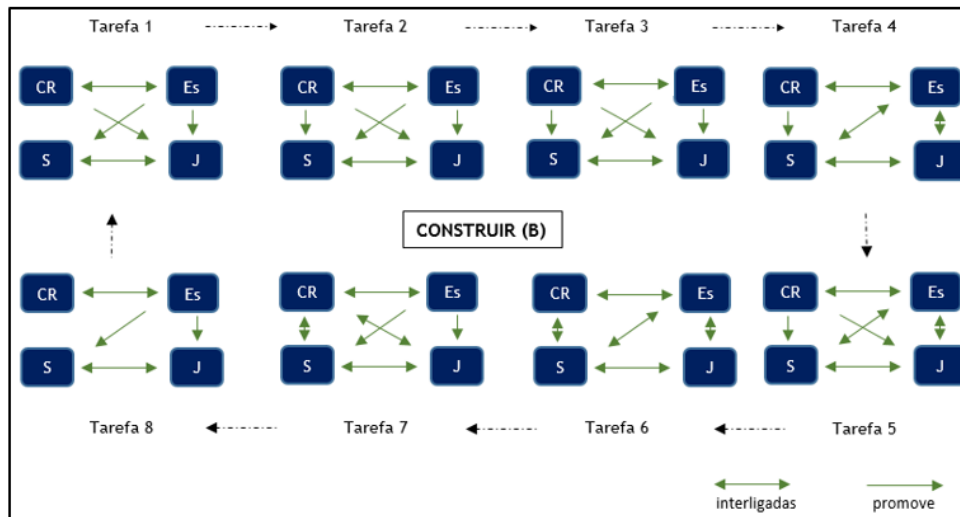 Tarefa 1 Tarefa 2 Tarefa 3 Tarefa 4
CR Es CR Es CR Es CR Es
S J S J S J S J
CONSTRUIR (B)
CR Es CR Es CR Es CR Es
S J S J S J S J
Tarefa 8 Tarefa 7 Tarefa 6 Tarefa 5
interligadas promove